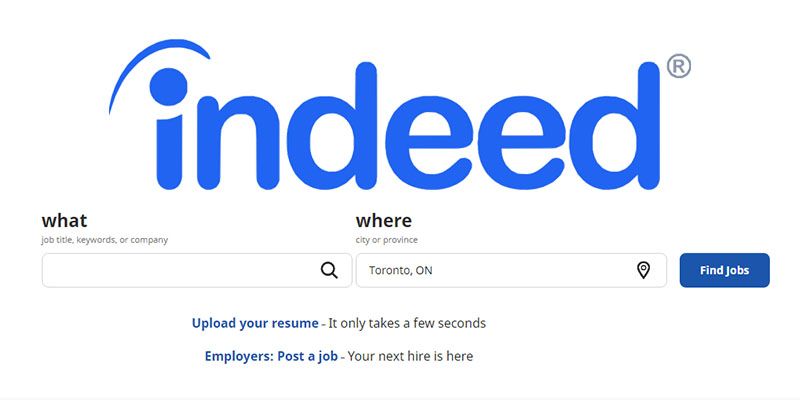 indeed®
what
job title, keywords, or company
where
city or province
Toronto, ON
Find Jobs
Upload your resume - It only takes a few seconds
Employers: Post a job - Your next hire is here